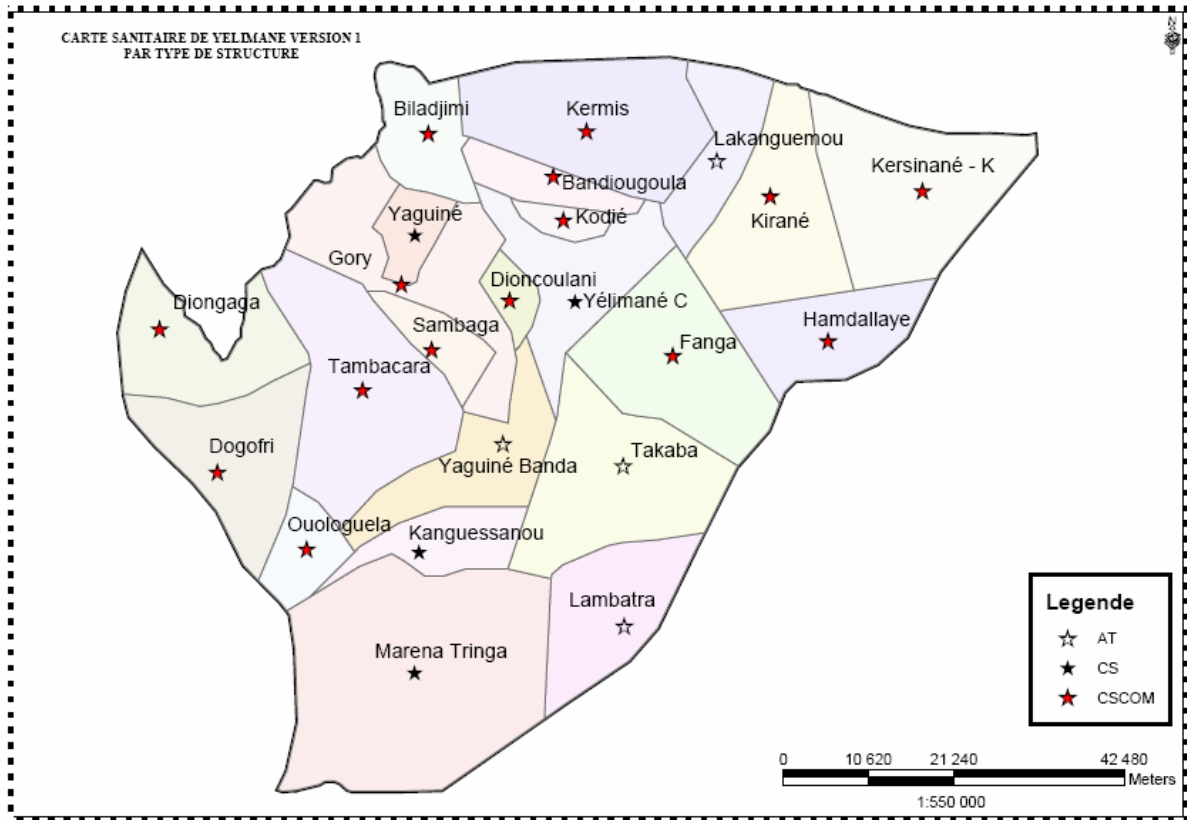 CARTE SANITAIRE DE YELIMANE VERSION 1
PAR TYPE DE STRUCTURE
N
Biladjimi
Kermis
Lakanguemou
Kersinané - K
Bandiougoula
Kodié
Kirané
Yaguiné
Gory
Dioncoulani
Yélimané C
Diongaga
Sambaga
Hamdallaye
Fanga
Tambacara
Dogofri
Yaguiné Banda
Takaba
Ouologuela
Kanguessanou
Lambatra
Marena Tringa
Legende
AT
CS
CSCOM
0 10 620 21 240 42 480
Meters
1:550 000